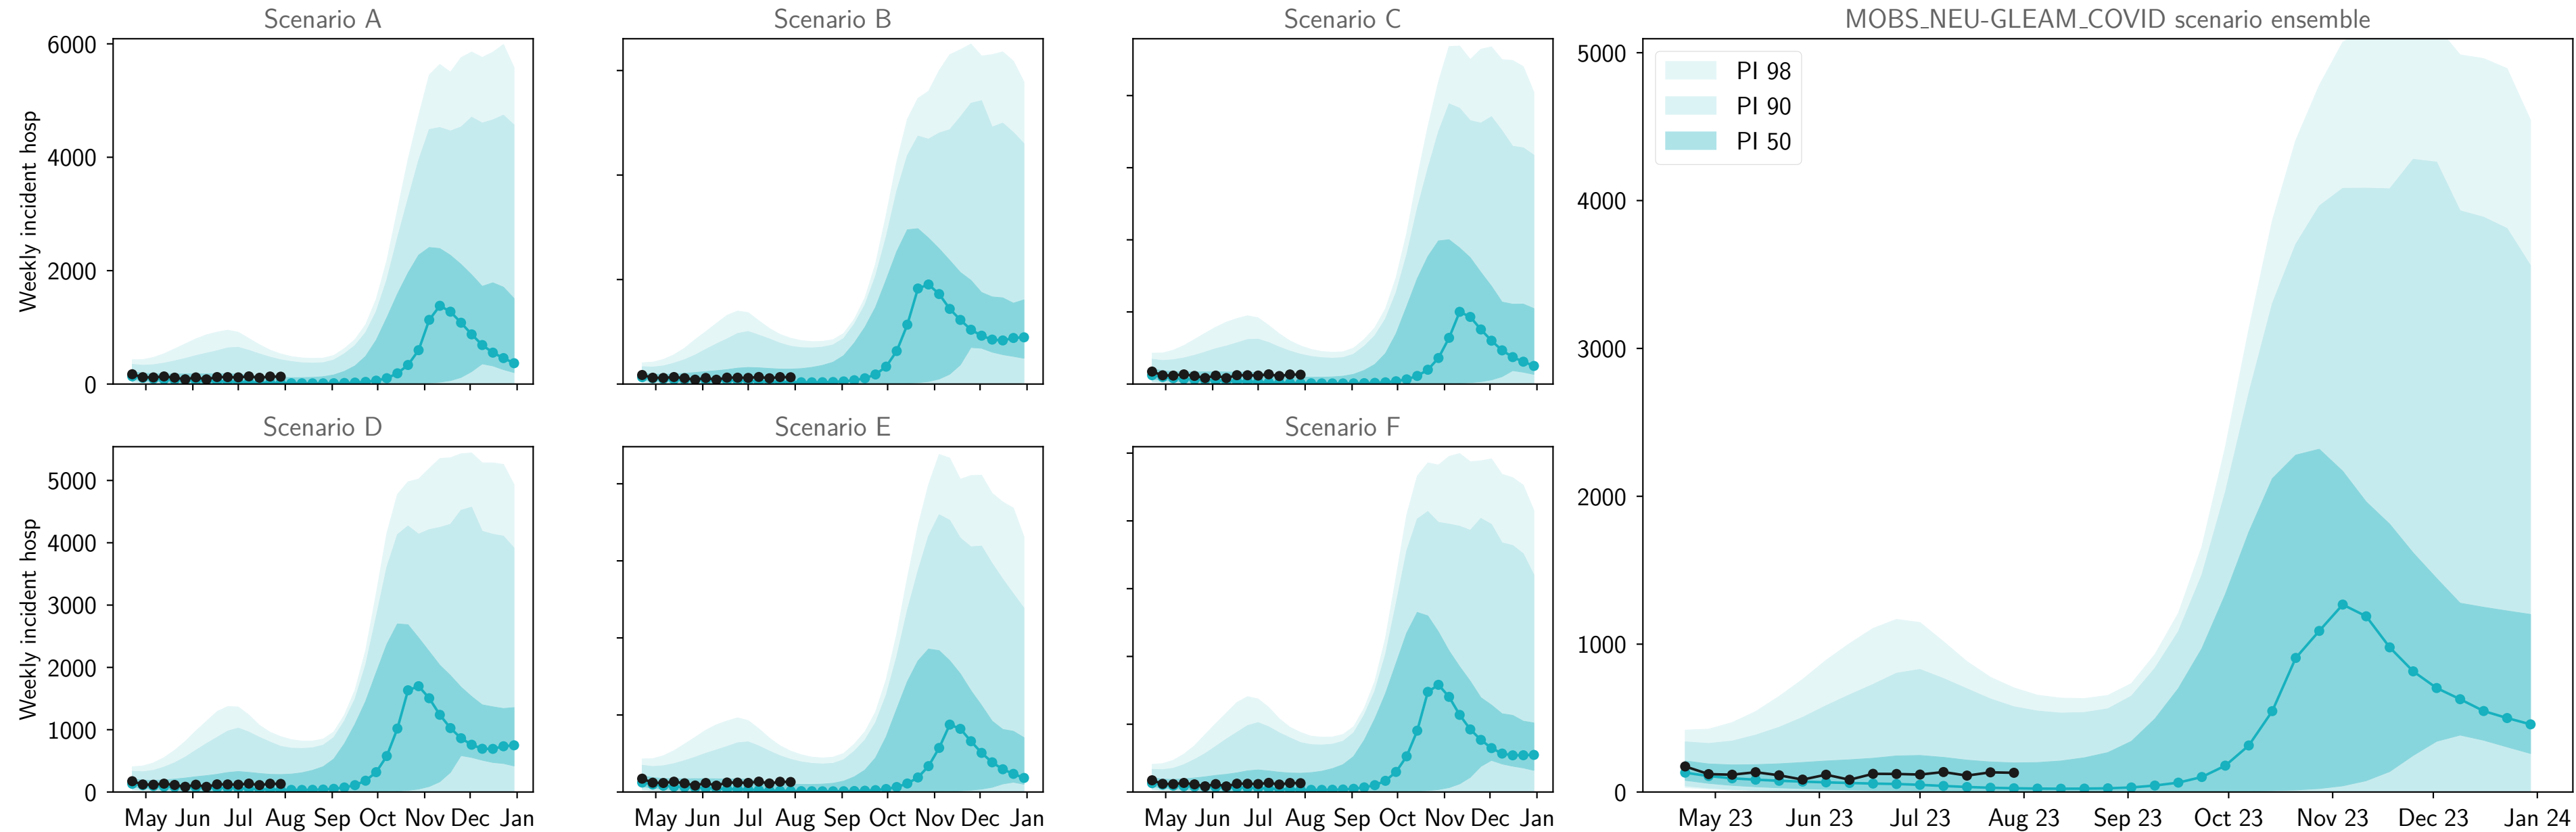 Scenario A
Scenario B
Scenario C
MOBS_NEU-GLEAM_COVID scenario ensemble
Weekly incident hosp
6000
4000
2000
0
5000
4000
3000
2000
1000
0
PI 98
PI 90
PI 50
Scenario D
Scenario E
Scenario F
Weekly incident hosp
5000
4000
3000
2000
1000
0
May Jun Jul Aug Sep Oct Nov Dec Jan
May Jun Jul Aug Sep Oct Nov Dec Jan
May Jun Jul Aug Sep Oct Nov Dec Jan
May 23 Jun 23 Jul 23 Aug 23 Sep 23 Oct 23 Nov 23 Dec 23 Jan 24